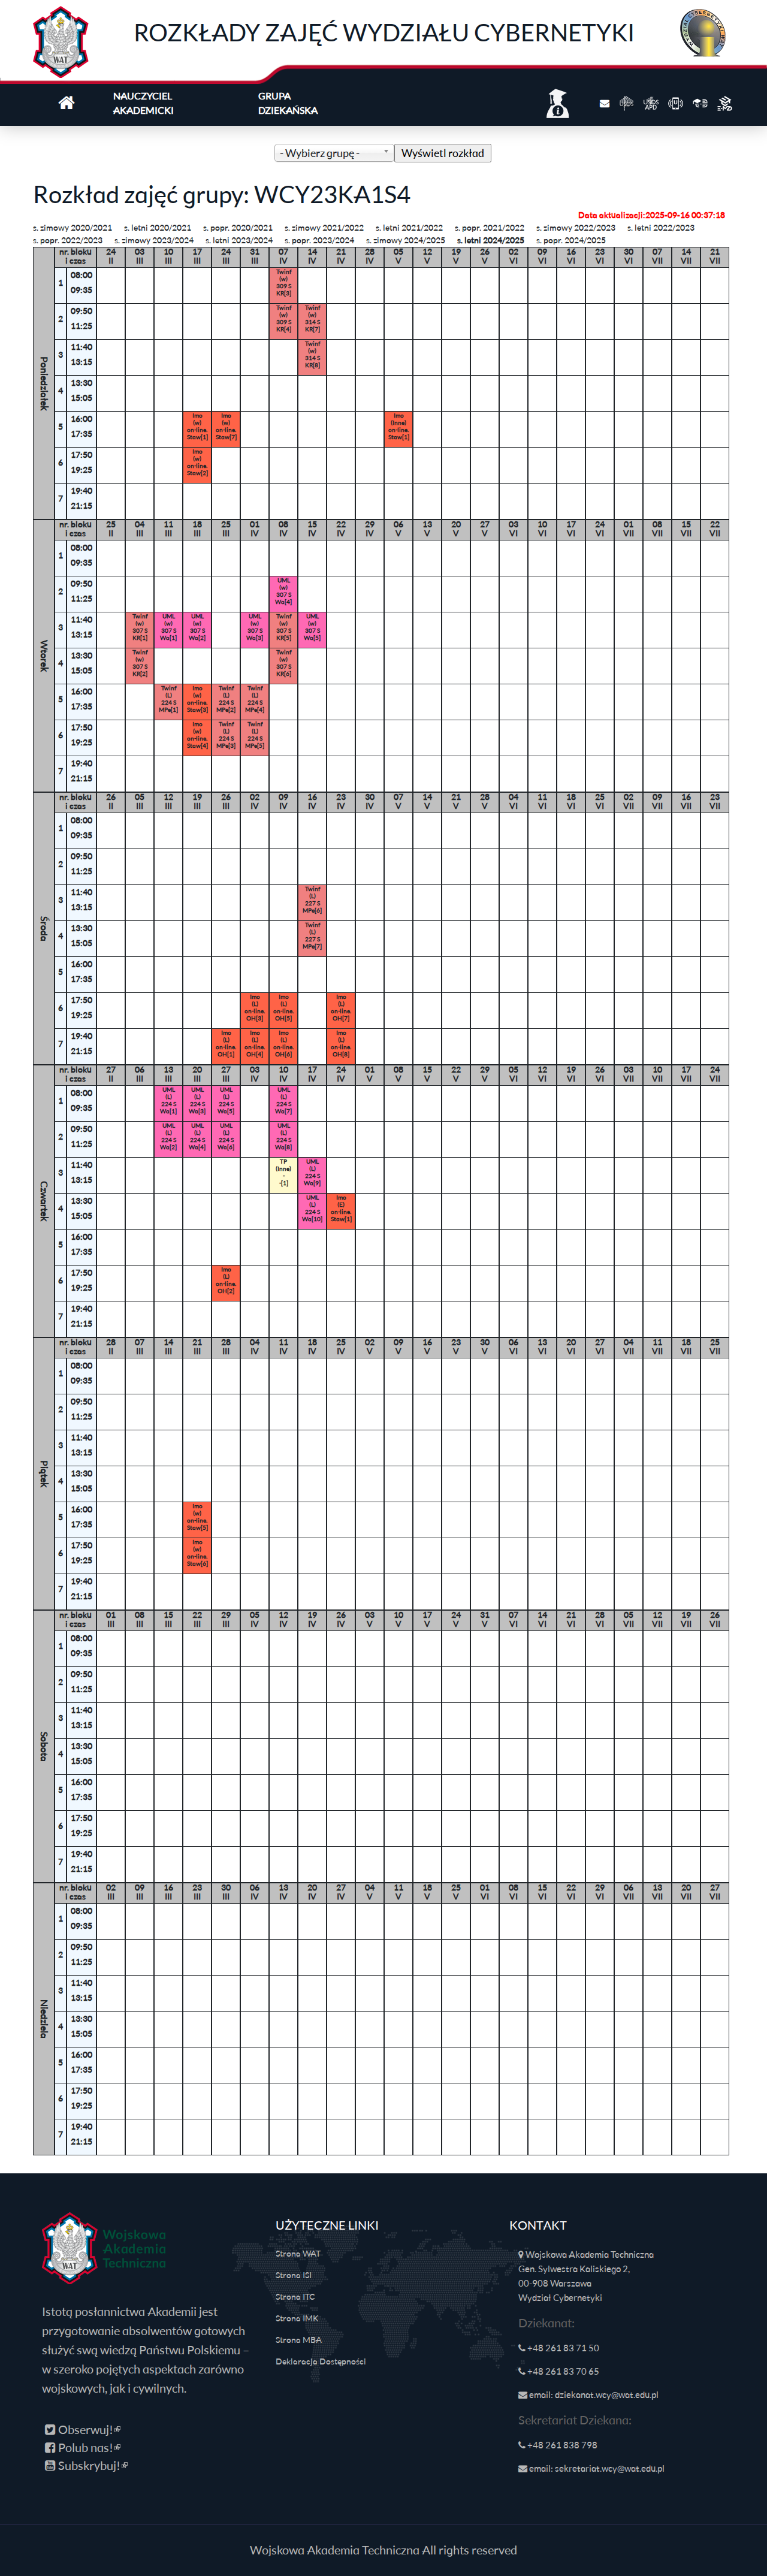 ROZKŁADY ZAJĘĆ WYDZIAŁU CYBERNETYKI
WAT
NAUCZYCIEL
AKADEMICKI
GRUPA
DZIEKAŃSKA
- Wybierz grupę -
Wyświetl rozkład
Rozkład zajęć grupy: WCY23KA1S4
Data aktualizacji:2025-09-16 00:37:18
s. zimowy 2020/2021 s. letni 2020/2021 s. popr. 2020/2021 s. zimowy 2021/2022 s. letni 2021/2022 s. popr. 2021/2022 s. zimowy 2022/2023 s. letni 2022/2023
s. popr. 2022/2023 s. zimowy 2023/2024 s. letni 2023/2024 s. popr. 2023/2024 s. zimowy 2024/2025 s. letni 2024/2025 s. popr. 2024/2025
Poniedziałek
nr. bloku 24 03 10 17 24 31 07 14 21 28 05 12 19 26 02 09 16 23 30 07 14 21
i czas II III III III III III IV IV IV IV V V V V VI VI VI VI VI VII VII VII
1 08:00 09:35 Twinf (w) 309 S KR[3]
2 09:50 11:25 Twinf (w) 309 S KR[4] Twinf (w) 314 S KR[7]
3 11:40 13:15 Twinf (w) 314 S KR[8]
4 13:30 15:05
5 16:00 17:35 Imo (w) on-line. Staw[1] Imo (w) on-line. Staw[7] Imo (Inne) on-line. Staw[1]
6 17:50 19:25 Imo (w) on-line. Staw[2]
7 19:40 21:15
Wtorek
nr. bloku 25 04 11 18 25 01 08 15 22 29 06 13 20 27 03 10 17 24 01 08 15 22
i czas II III III III III IV IV IV IV IV V V V V VI VI VI VI VII VII VII VII
1 08:00 09:35
2 09:50 11:25 UML (w) 307 S Wa[4]
3 11:40 13:15 Twinf (w) 307 S KR[1] UML (w) 307 S Wa[1] UML (w) 307 S Wa[2] UML (w) 307 S Wa[3] Twinf (w) 307 S KR[5] UML (w) 307 S Wa[5]
4 13:30 15:05 Twinf (w) 307 S KR[2] Twinf (w) 307 S KR[6]
5 16:00 17:35 Twinf (L) 224 S MPe[1] Imo (w) on-line. Staw[3] Twinf (L) 224 S MPe[2] Twinf (L) 224 S MPe[4]
6 17:50 19:25 Imo (w) on-line. Staw[4] Twinf (L) 224 S MPe[3] Twinf (L) 224 S MPe[5]
7 19:40 21:15
Środa
nr. bloku 26 05 12 19 26 02 09 16 23 30 07 14 21 28 04 11 18 25 02 09 16 23
i czas II III III III III IV IV IV IV IV V V V V VI VI VI VI VII VII VII VII
1 08:00 09:35
2 09:50 11:25
3 11:40 13:15 Twinf (L) 227 S MPe[6]
4 13:30 15:05 Twinf (L) 227 S MPe[7]
5 16:00 17:35
6 17:50 19:25 Imo (L) on-line. OH[3] Imo (L) on-line. OH[5] Imo (L) on-line. OH[7]
7 19:40 21:15 Imo (L) on-line. OH[1] Imo (L) on-line. OH[4] Imo (L) on-line. OH[6] Imo (L) on-line. OH[8]
Czwartek
nr. bloku 27 06 13 20 27 03 10 17 24 01 08 15 22 29 05 12 19 26 03 10 17 24
i czas II III III III III IV IV IV IV V V V V V VI VI VI VI VII VII VII VII
1 08:00 09:35 UML (L) 224 S Wa[1] UML (L) 224 S Wa[3] UML (L) 224 S Wa[5] UML (L) 224 S Wa[7]
2 09:50 11:25 UML (L) 224 S Wa[2] UML (L) 224 S Wa[4] UML (L) 224 S Wa[6] UML (L) 224 S Wa[8]
3 11:40 13:15 TP (Inne) - -[1] UML (L) 224 S Wa[9]
4 13:30 15:05 UML (L) 224 S Wa[10] Imo (E) on-line. Staw[1]
5 16:00 17:35
6 17:50 19:25 Imo (L) on-line. OH[2]
7 19:40 21:15
Piątek
nr. bloku 28 07 14 21 28 04 11 18 25 02 09 16 23 30 06 13 20 27 04 11 18 25
i czas II III III III III IV IV IV IV V V V V V VI VI VI VI VII VII VII VII
1 08:00 09:35
2 09:50 11:25
3 11:40 13:15
4 13:30 15:05
5 16:00 17:35 Imo (w) on-line. Staw[5]
6 17:50 19:25 Imo (w) on-line. Staw[6]
7 19:40 21:15
Sobota
nr. bloku 01 08 15 22 29 05 12 19 26 03 10 17 24 31 07 14 21 28 05 12 19 26
i czas III III III III III IV IV IV IV V V V V V VI VI VI VI VII VII VII VII
1 08:00 09:35
2 09:50 11:25
3 11:40 13:15
4 13:30 15:05
5 16:00 17:35
6 17:50 19:25
7 19:40 21:15
Niedziela
nr. bloku 02 09 16 23 30 06 13 20 27 04 11 18 25 01 08 15 22 29 06 13 20 27
i czas III III III III III IV IV IV IV V V V V VI VI VI VI VI VII VII VII VII
1 08:00 09:35
2 09:50 11:25
3 11:40 13:15
4 13:30 15:05
5 16:00 17:35
6 17:50 19:25
7 19:40 21:15
WAT
Wojskowa
Akademia
Techniczna
Istotą posłannictwa Akademii jest
przygotowanie absolwentów gotowych
służyć swą wiedzą Państwu Polskiemu –
w szeroko pojętych aspektach zarówno
wojskowych, jak i cywilnych.
Obserwuj!
Polub nas!
Subskrybuj!
UŻYTECZNE LINKI
Strona WAT
Strona ISI
Strona ITC
Strona IMK
Strona MBA
Deklaracja Dostępności
KONTAKT
Wojskowa Akademia Techniczna
Gen. Sylwestra Kaliskiego 2,
00-908 Warszawa
Wydział Cybernetyki
Dziekanat:
+48 261 83 71 50
+48 261 83 70 65
email: dziekanat.wcy@wat.edu.pl
Sekretariat Dziekana:
+48 261 838 798
email: sekretariat.wcy@wat.edu.pl
Wojskowa Akademia Techniczna All rights reserved